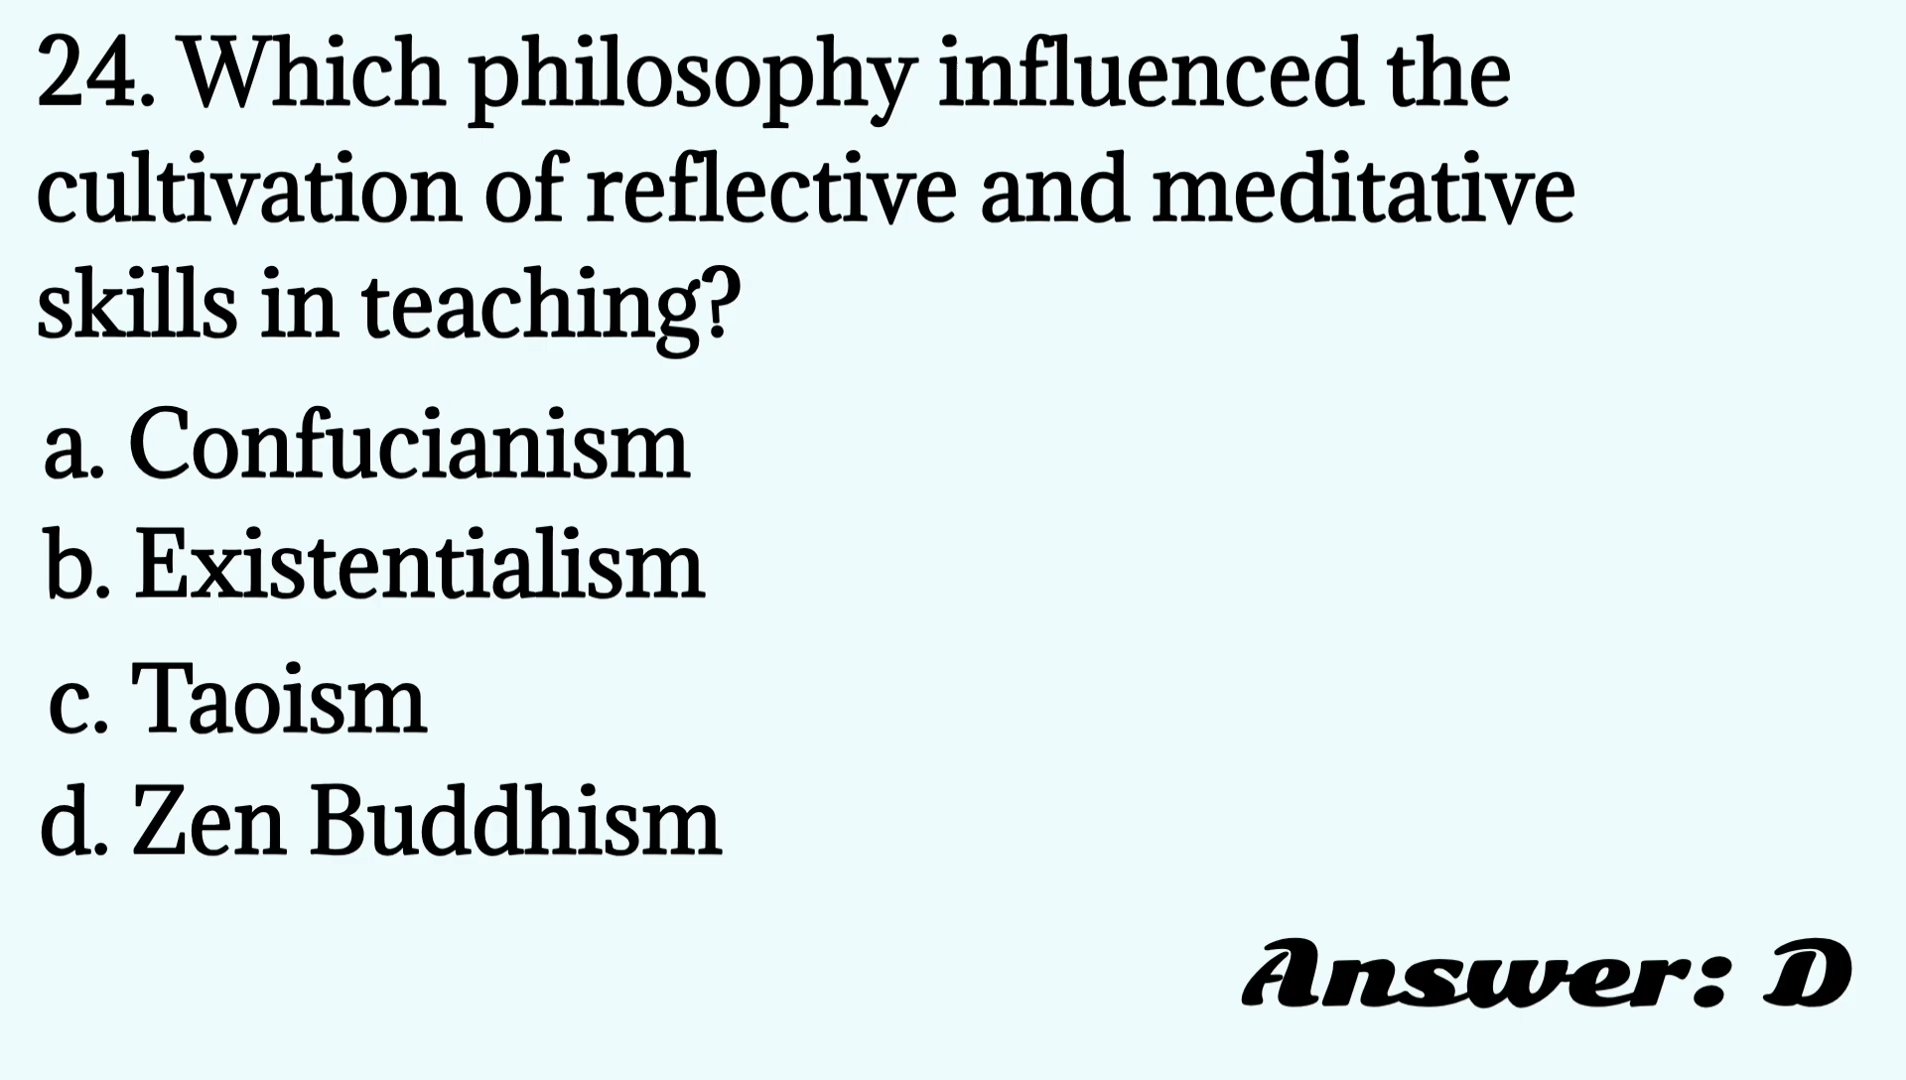 24. Which philosophy influenced the
cultivation of reflective and meditative
skills in teaching?
a. Confucianism
b. Existentialism
c. Taoism
d. Zen Buddhism
Answer: D